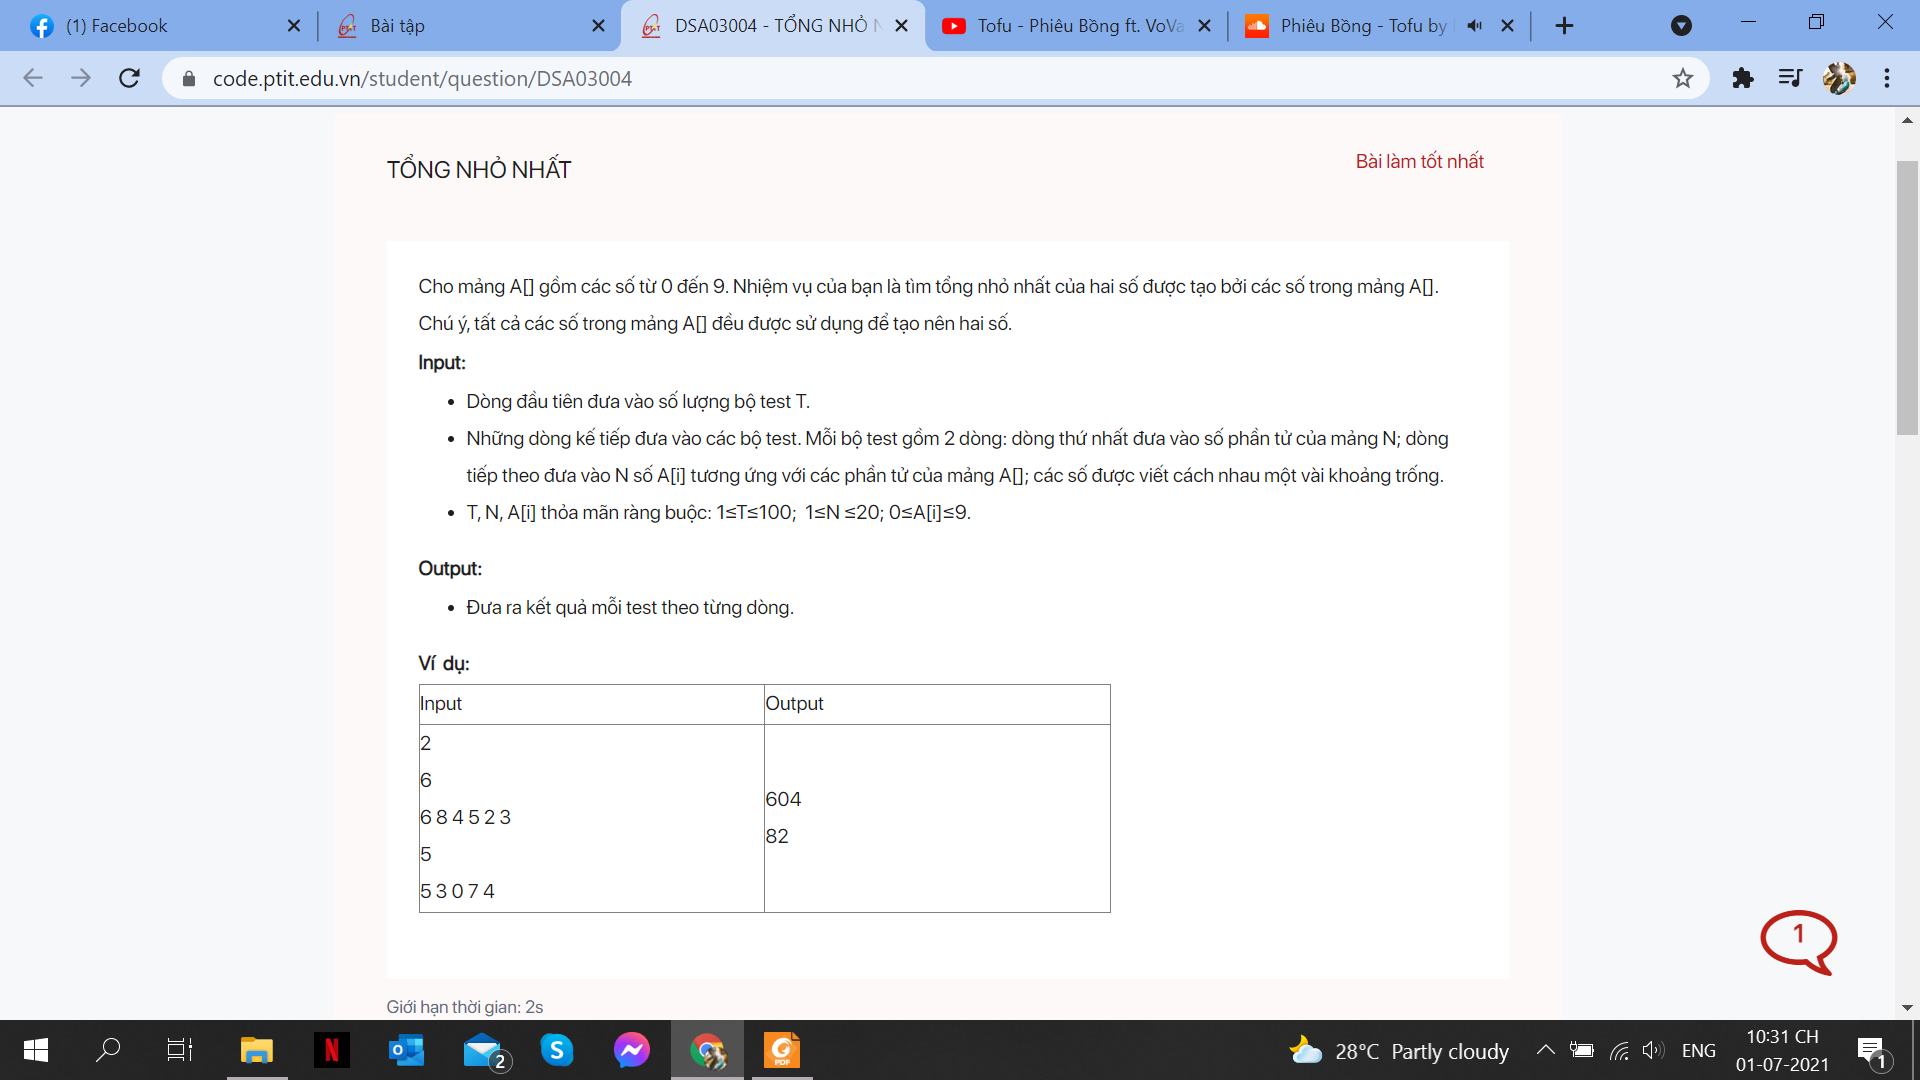 (1) Facebook
Bài tập
DSA03004 - TỔNG NHỎ N
Tofu - Phiêu Bồng ft. VoVa
Phiêu Bồng - Tofu by
code.ptit.edu.vn/student/question/DSA03004
TỔNG NHỎ NHẤT
Bài làm tốt nhất
Cho mảng A[] gồm các số từ 0 đến 9. Nhiệm vụ của bạn là tìm tổng nhỏ nhất của hai số được tạo bởi các số trong mảng A[].
Chú ý, tất cả các số trong mảng A[] đều được sử dụng để tạo nên hai số.
Input:
Dòng đầu tiên đưa vào số lượng bộ test T.
Những dòng kế tiếp đưa vào các bộ test. Mỗi bộ test gồm 2 dòng: dòng thứ nhất đưa vào số phần tử của mảng N; dòng
tiếp theo đưa vào N số A[i] tương ứng với các phần tử của mảng A[]; các số được viết cách nhau một vài khoảng trống.
T, N, A[i] thỏa mãn ràng buộc: 1≤T≤100; 1≤N ≤20; 0≤A[i]≤9.
Output:
Đưa ra kết quả mỗi test theo từng dòng.
Ví dụ:
Input
Output
2
6
6 8 4 5 2 3
5
5 3 0 7 4
604
82
1
Giới hạn thời gian: 2s
2
PDF
28°C Partly cloudy
ENG
10:31 CH
01-07-2021
1